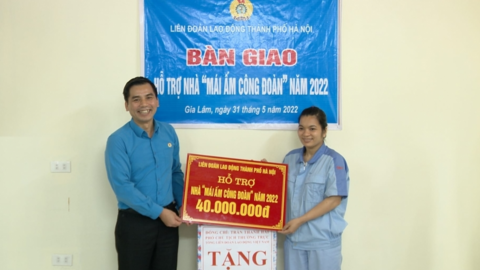 LIÊN ĐOÀN LAO ĐỘNG THÀNH PHỐ HÀ NỘI
BÀN GIAO
HỖ TRỢ NHÀ “MÁI ẤM CÔNG ĐOÀN” NĂM 2022
Gia Lâm, ngày 31 tháng 5 năm 2022
LIÊN ĐOÀN LAO ĐỘNG THÀNH PHỐ HÀ NỘI
HỖ TRỢ
NHÀ “MÁI ẤM CÔNG ĐOÀN” NĂM 2022
40.000.000đ
TẶNG